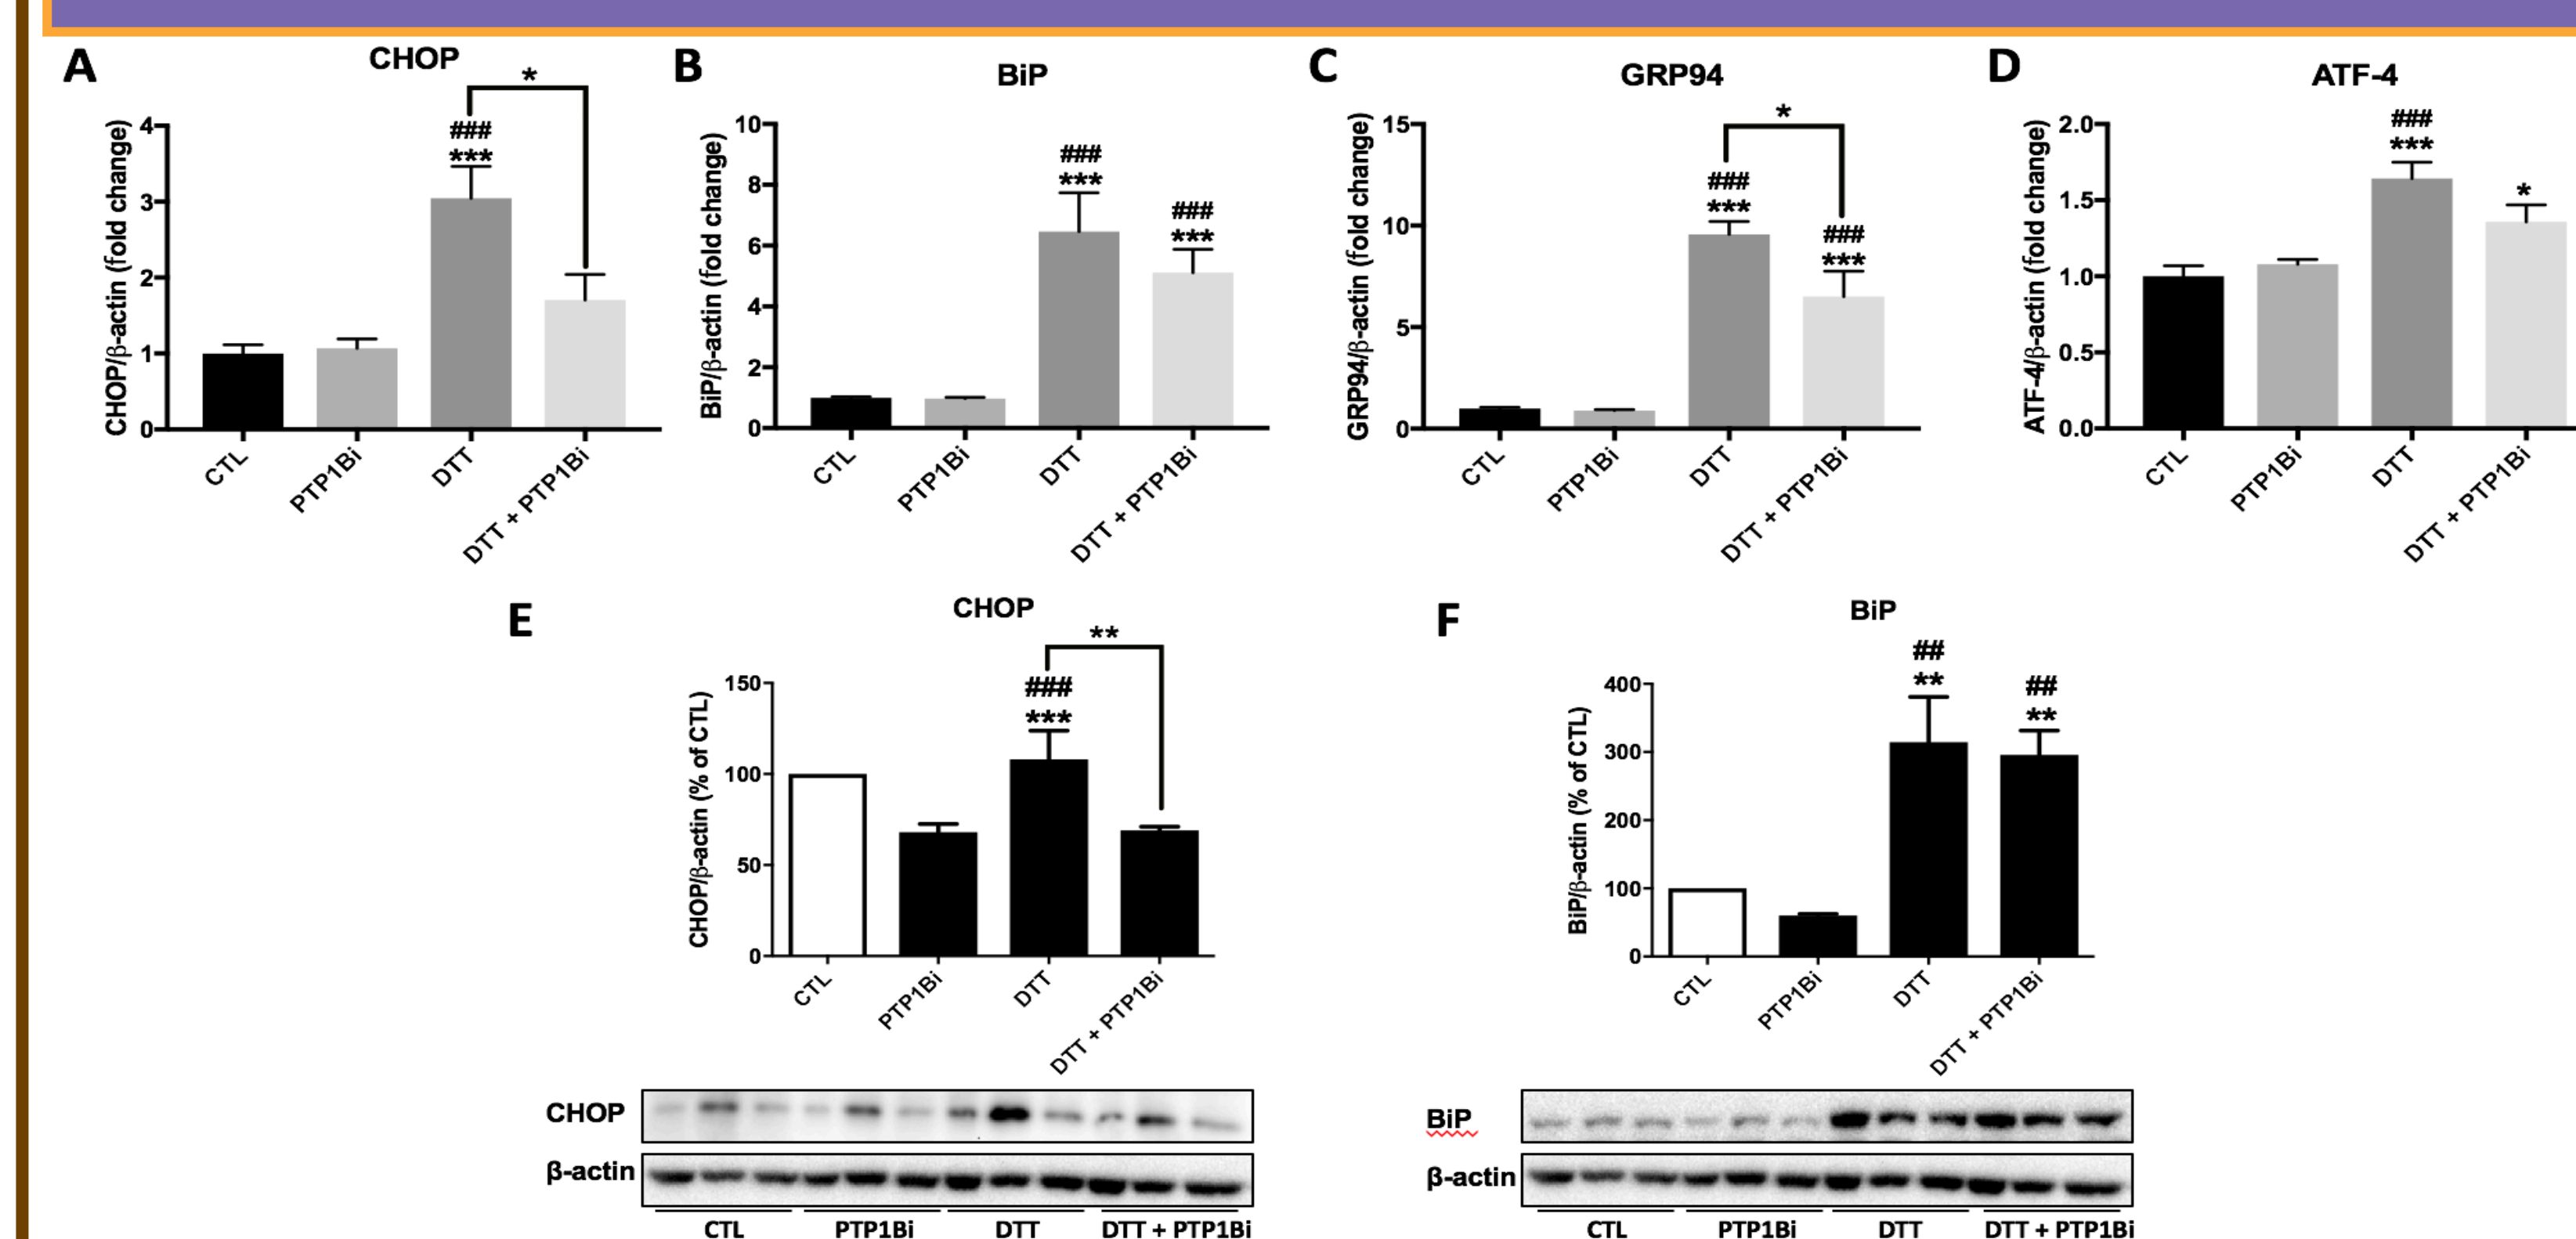 A
CHOP
*
###
***
CHOP/β-actin (fold change)
4
3
2
1
0
CTL
PTP1Bi
DTT
DTT + PTP1Bi
B
BiP
###
***
###
***
BiP/β-actin (fold change)
10
8
6
4
2
0
CTL
PTP1Bi
DTT
DTT + PTP1Bi
C
GRP94
*
###
***
###
***
GRP94/β-actin (fold change)
15
10
5
0
CTL
PTP1Bi
DTT
DTT + PTP1Bi
D
ATF-4
###
***
*
ATF-4/β-actin (fold change)
2.0
1.5
1.0
0.5
0.0
CTL
PTP1Bi
DTT
DTT + PTP1Bi
E
CHOP
**
###
***
CHOP/β-actin (% of CTL)
150
100
50
0
CTL
PTP1Bi
DTT
DTT + PTP1Bi
CHOP
β-actin
CTL PTP1Bi DTT DTT + PTP1Bi
F
BiP
##
**
##
**
BiP/β-actin (% of CTL)
400
300
200
100
0
CTL
PTP1Bi
DTT
DTT + PTP1Bi
BiP
β-actin
CTL PTP1Bi DTT DTT + PTP1Bi